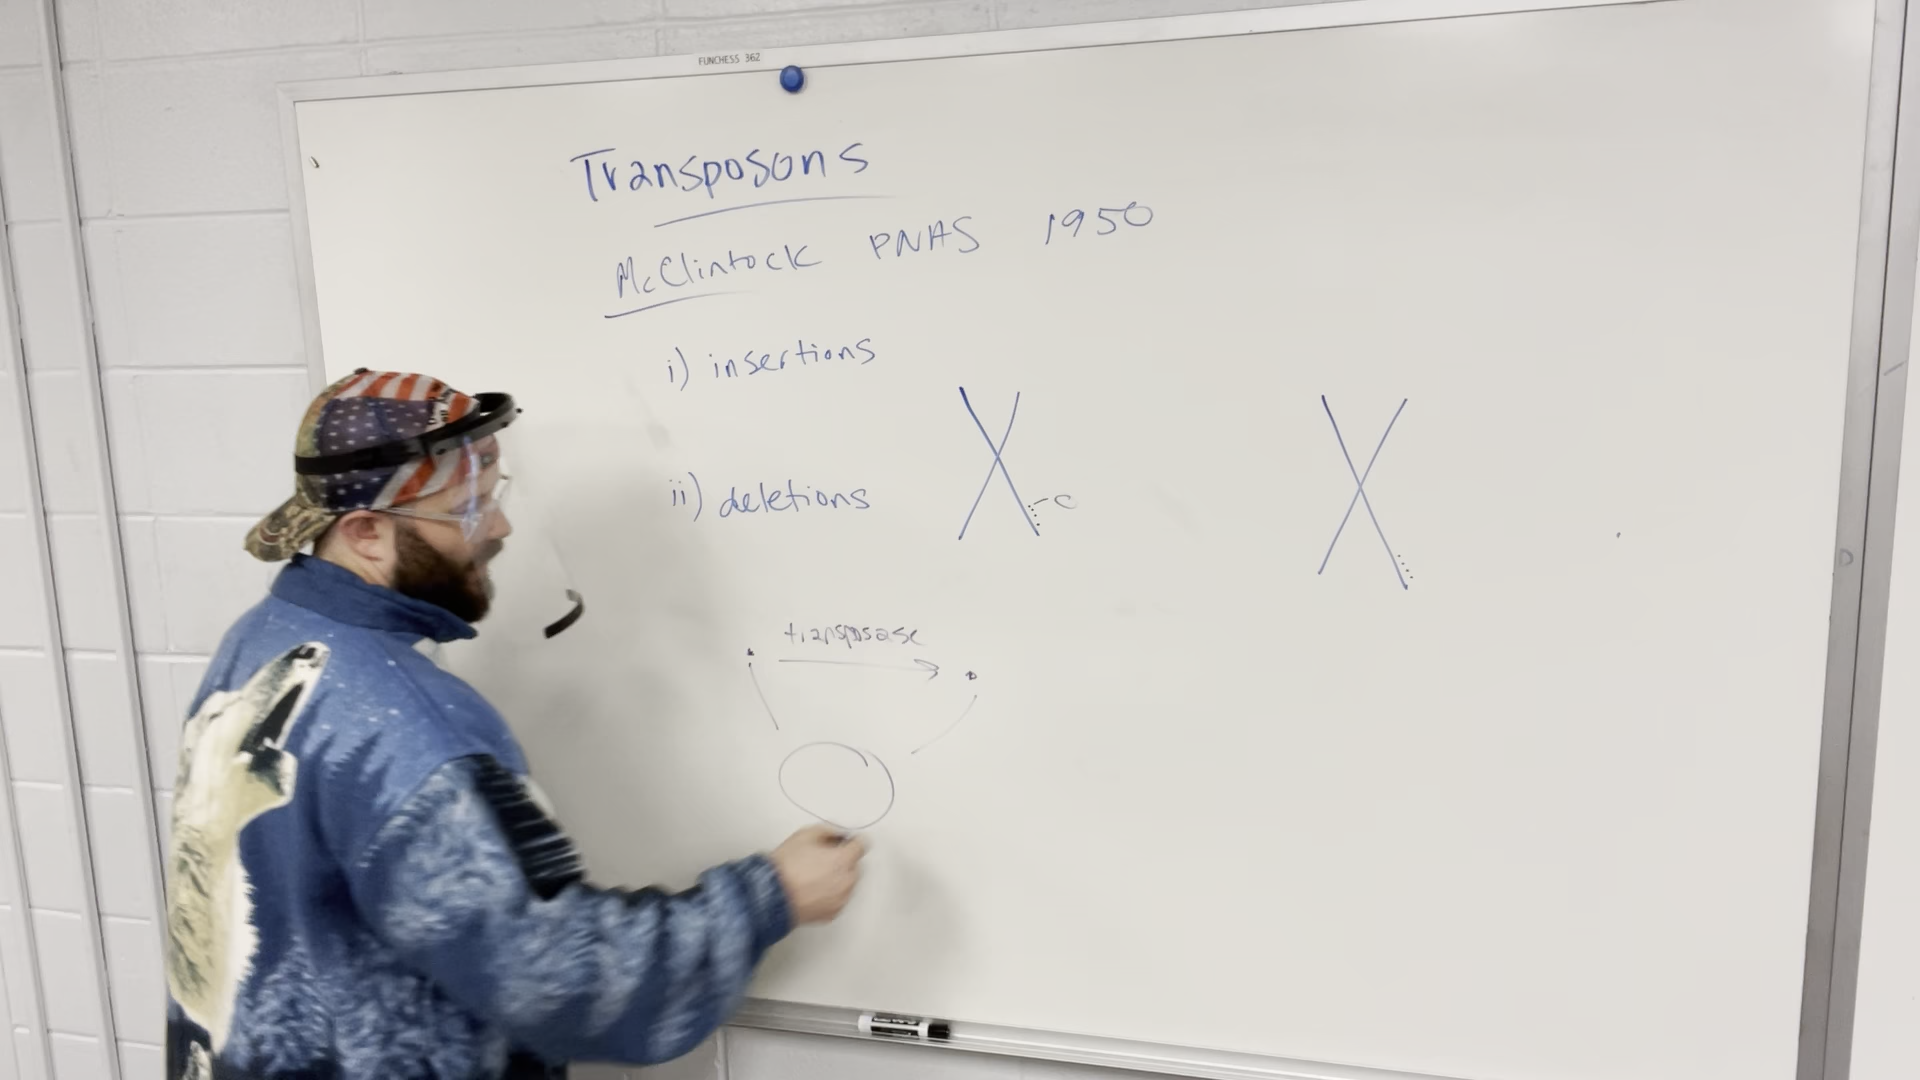 FUNCHESS 362
Transposons
McClintock PNAS 1950
i) insertions
ii) deletions
c
transposase